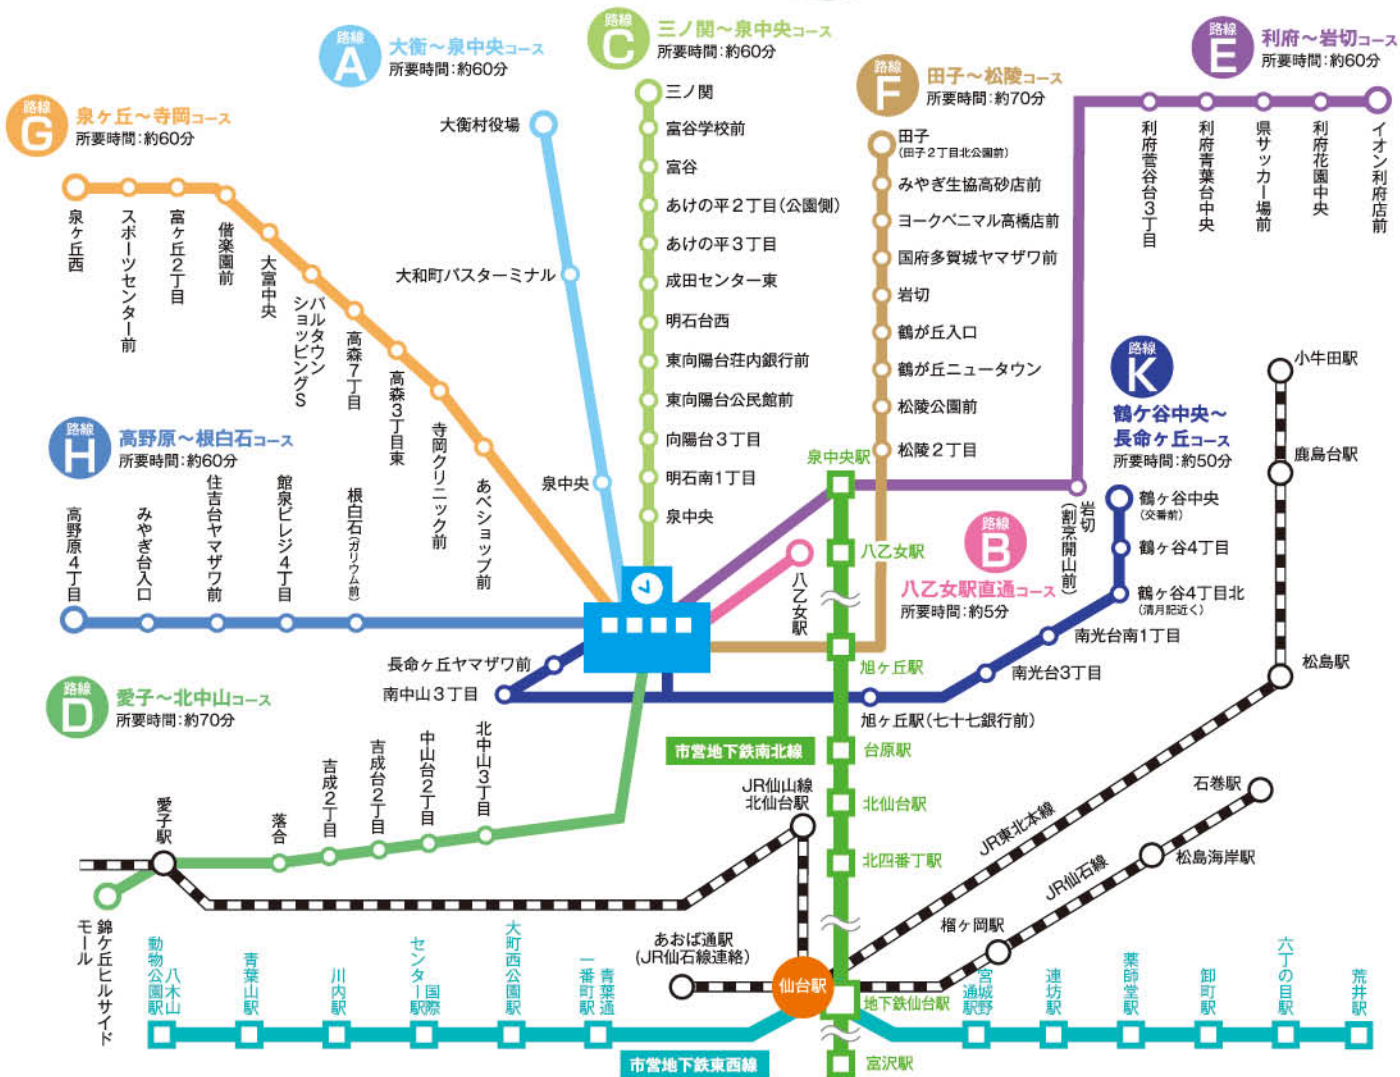 路線
A
大衡～泉中央コース
所要時間:約60分
大衡村役場
大和町バスターミナル
泉中央
路線
C
三ノ関～泉中央コース
所要時間:約60分
三ノ関
富谷学校前
富谷
あけの平2丁目(公園側)
あけの平3丁目
成田センター東
明石台西
東向陽台荘内銀行前
東向陽台公民館前
向陽台3丁目
明石南1丁目
泉中央
路線
F
田子～松陵コース
所要時間:約70分
田子
(田子2丁目北公園前)
みやぎ生協高砂店前
ヨークベニマル高橋店前
国府多賀城ヤマザワ前
岩切
鶴が丘入口
鶴が丘ニュータウン
松陵公園前
松陵2丁目
路線
E
利府～岩切コース
所要時間:約60分
利府菅谷台3丁目
利府青葉台中央
県サッカー場前
利府花園中央
イオン利府店前
岩切
(割烹開山前)
路線
G
泉ヶ丘～寺岡コース
所要時間:約60分
泉ヶ丘西
スポーツセンター前
富ヶ丘2丁目
偕楽園前
大富中央
パルタウン
ショッピングS
高森7丁目
高森3丁目東
寺岡クリニック前
あべショップ前
路線
H
高野原～根白石コース
所要時間:約60分
高野原4丁目
みやぎ台入口
住吉台ヤマザワ前
館泉ビレジ4丁目
根白石(ガリウム前)
路線
K
鶴ケ谷中央～
長命ヶ丘コース
所要時間:約50分
鶴ヶ谷中央
(交番前)
鶴ヶ谷4丁目
鶴ヶ谷4丁目北
(清月記近く)
南光台南1丁目
南光台3丁目
旭ヶ丘駅(七十七銀行前)
南中山3丁目
長命ヶ丘ヤマザワ前
路線
B
八乙女駅直通コース
所要時間:約5分
八乙女駅
路線
D
愛子～北中山コース
所要時間:約70分
錦ケ丘ヒルサイド
モール
愛子駅
落合
吉成2丁目
吉成台2丁目
中山台2丁目
北中山3丁目
泉中央駅
八乙女駅
旭ヶ丘駅
市営地下鉄南北線
台原駅
北仙台駅
北四番丁駅
地下鉄仙台駅
富沢駅
JR仙山線
北仙台駅
あおば通駅
(JR仙石線連絡)
仙台駅
JR東北本線
小牛田駅
鹿島台駅
松島駅
JR仙石線
榴ヶ岡駅
松島海岸駅
石巻駅
市営地下鉄東西線
八木山
動物公園駅
青葉山駅
川内駅
国際
センター駅
大町西公園駅
青葉通
一番町駅
宮城野
通駅
連坊駅
薬師堂駅
卸町駅
六丁の目駅
荒井駅